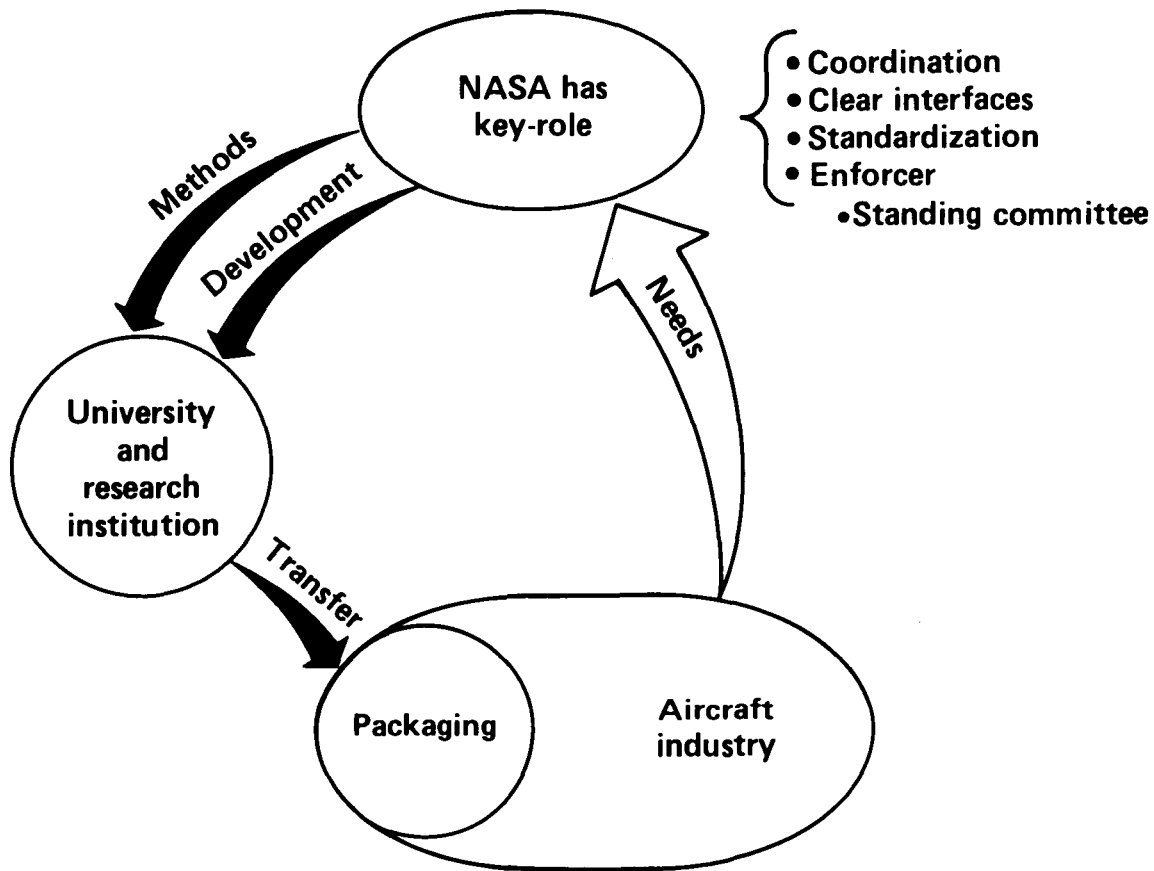 NASA has
key-role
• Coordination
• Clear interfaces
• Standardization
• Enforcer
• Standing committee
Methods
Development
Needs
University
and
research
institution
Transfer
Packaging
Aircraft
industry